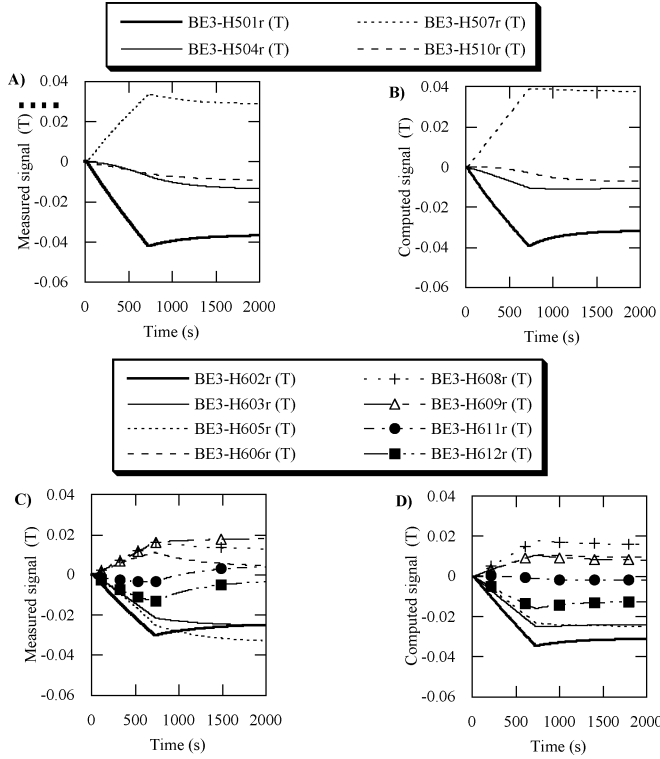 BE3-H501r (T) BE3-H507r (T)
BE3-H504r (T) BE3-H510r (T)
A)
Measured signal (T)
0.04
0.02
0
-0.02
-0.04
-0.06
0 500 1000 1500 2000
Time (s)
B)
Computed signal (T)
0.04
0.02
0
-0.02
-0.04
-0.06
0 500 1000 1500 2000
Time (s)
BE3-H602r (T) BE3-H608r (T)
BE3-H603r (T) BE3-H609r (T)
BE3-H605r (T) BE3-H611r (T)
BE3-H606r (T) BE3-H612r (T)
C)
Measured signal (T)
0.04
0.02
0
-0.02
-0.04
-0.06
0 500 1000 1500 2000
Time (s)
D)
Computed signal (T)
0.04
0.02
0
-0.02
-0.04
-0.06
0 500 1000 1500 2000
Time (s)